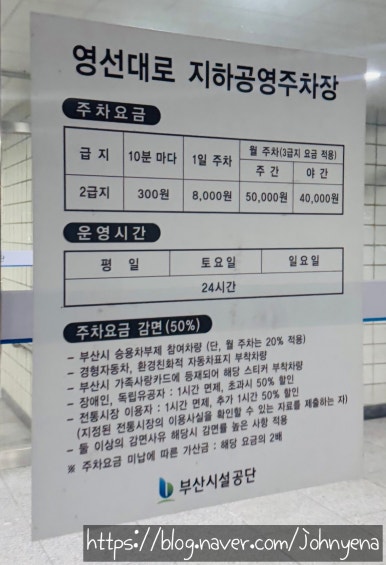 영선대로 지하공영주차장
주차요금
급 지 10분 마다 1일 주차 월 주차(3급지 요금 적용)
주 간 야 간
2급지 300원 8,000원 50,000원 40,000원
운영시간
평 일 토요일 일요일
24시간
주차요금 감면(50%)
- 부산시 승용차부제 참여차량 (단, 월 주차는 20% 적용)
- 경형자동차, 환경친화적 자동차표지 부착차량
- 부산시 가족사랑카드에 등재되어 해당 스티커 부착차량
- 장애인, 독립유공자 : 1시간 면제, 초과시 50% 할인
- 전통시장 이용자 : 1시간 면제, 추가 1시간 50% 할인
(지정된 전통시장의 이용사실을 확인할 수 있는 자료를 제출하는 자)
- 둘 이상의 감면사유 해당시 감면률 높은 사항 적용
※ 주차요금 미납에 따른 가산금 : 해당 요금의 2배
부산시설공단
https://blog.naver.com/Johnyena